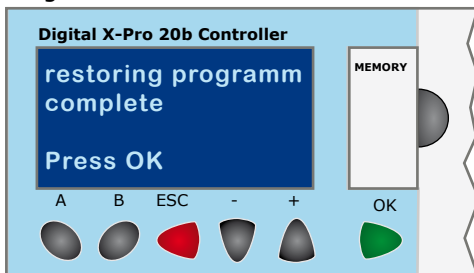 Digital X-Pro 20b Controller
restoring programm
complete
Press OK
MEMORY
A B ESC - + OK